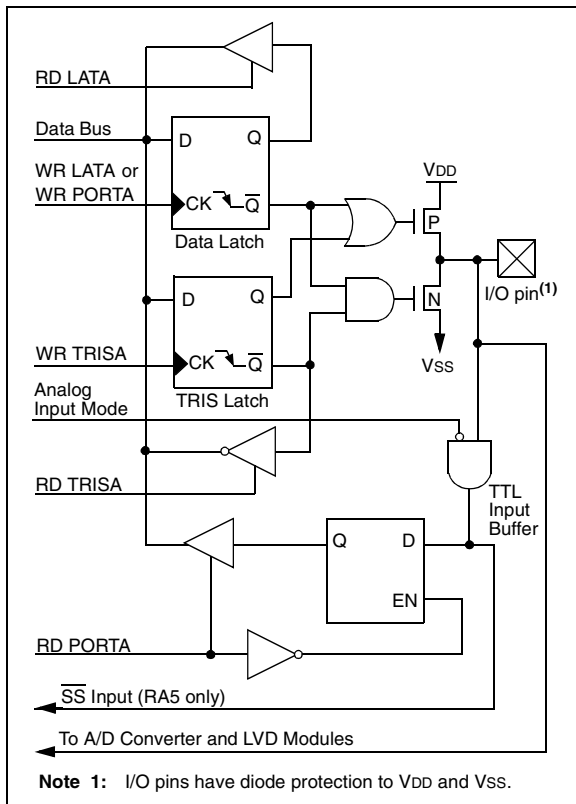 RD LATA
Data Bus
D Q
WR LATA or
WR PORTA
CK Q̅
Data Latch
VDD
P
I/O pin(1)
N
VSS
D Q
WR TRISA
CK Q̅
TRIS Latch
Analog
Input Mode
RD TRISA
TTL
Input
Buffer
Q D
EN
RD PORTA
S̅S̅ Input (RA5 only)
To A/D Converter and LVD Modules
Note 1: I/O pins have diode protection to VDD and VSS.